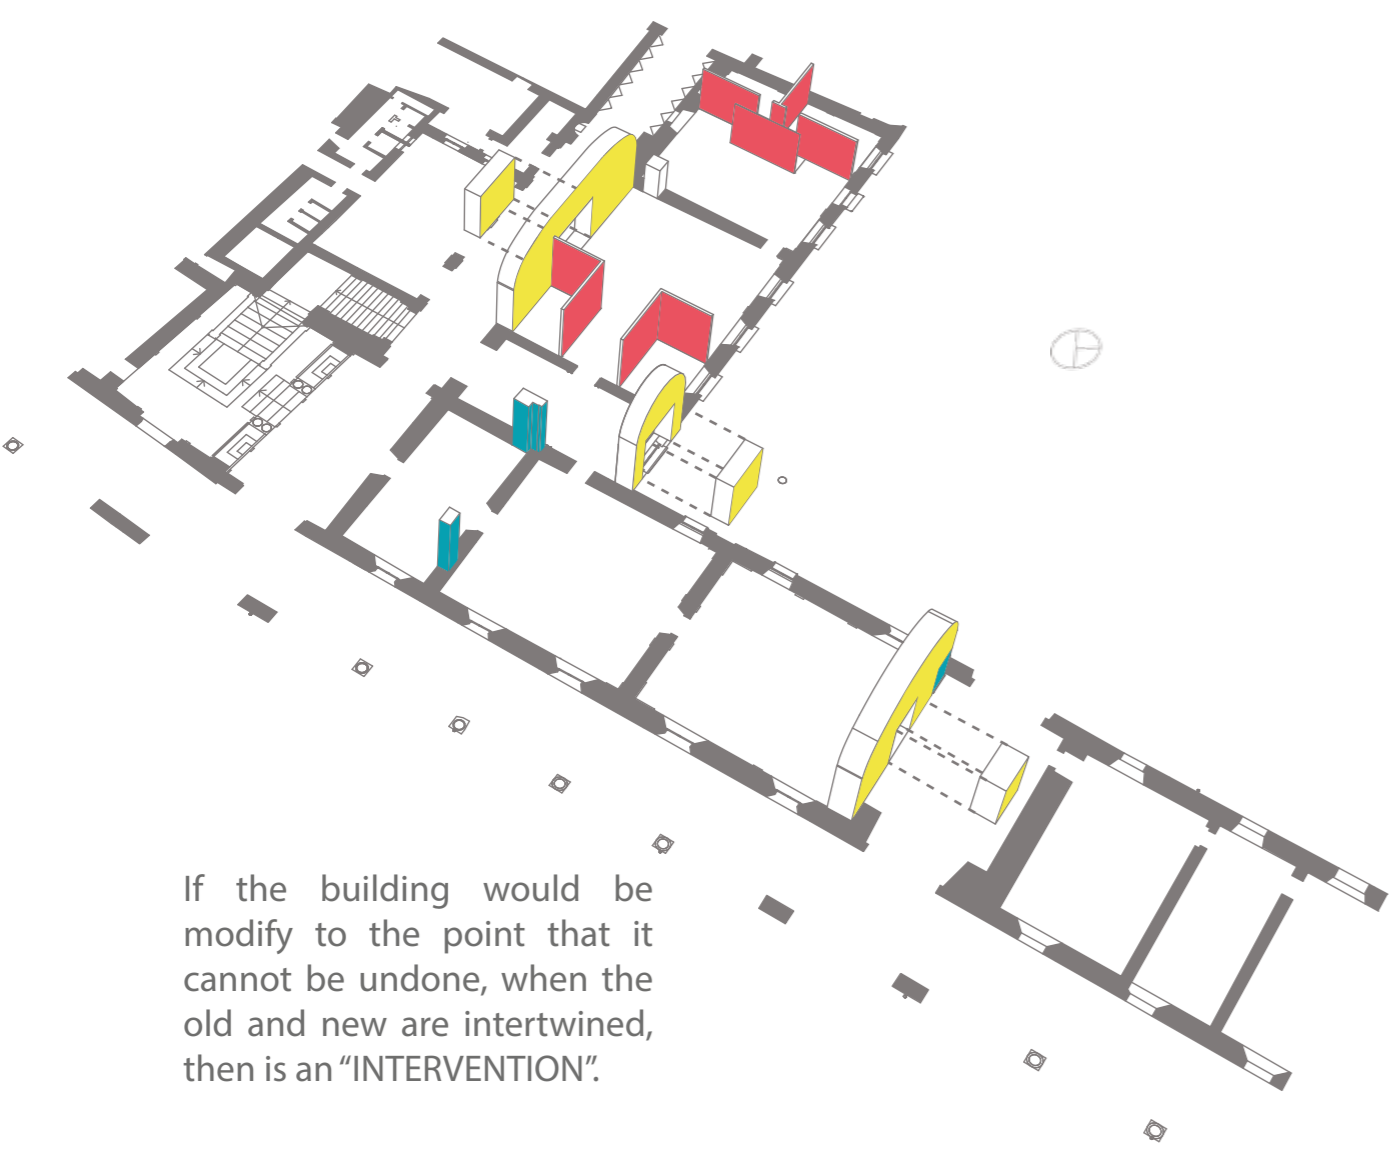 If the building would be
modify to the point that it
cannot be undone, when the
old and new are intertwined,
then is an “INTERVENTION”.